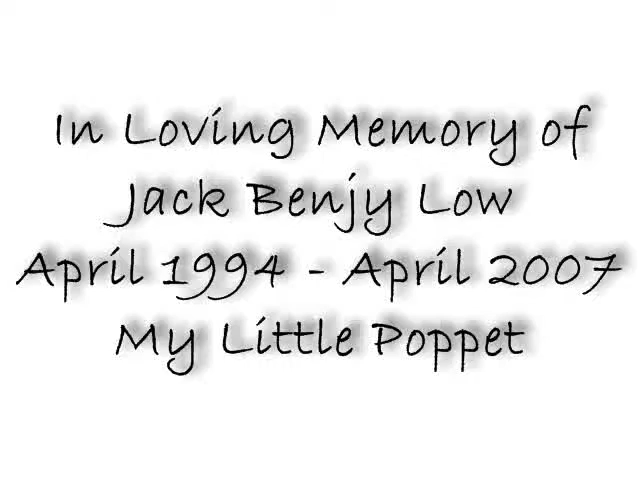 In Loving Memory of
Jack Benjy Low
April 1994 - April 2007
My Little Poppet